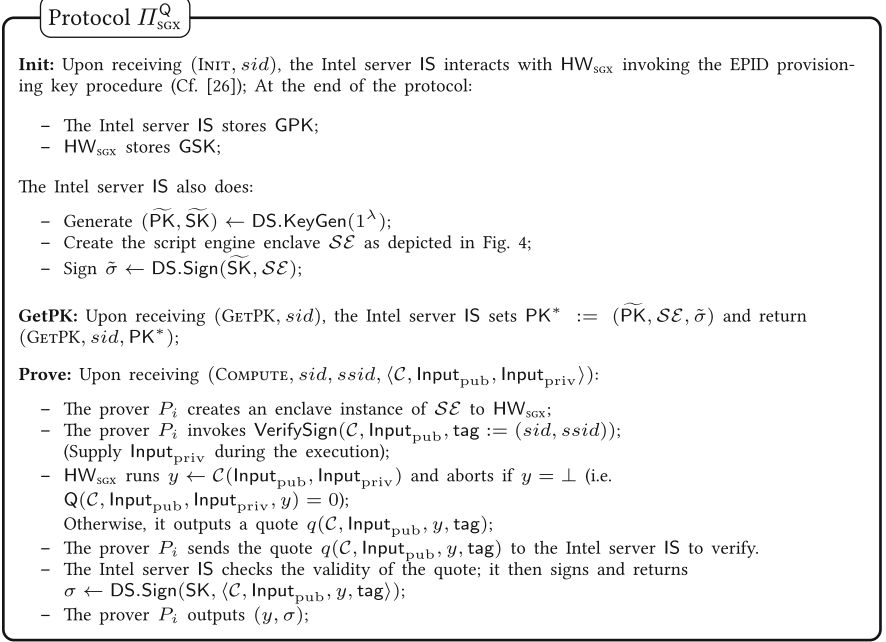 Protocol Π^Q_SGX
Init: Upon receiving (INIT, sid), the Intel server IS interacts with HW_SGX invoking the EPID provision-
ing key procedure (Cf. [26]); At the end of the protocol:
– The Intel server IS stores GPK;
– HW_SGX stores GSK;
The Intel server IS also does:
– Generate (P͠K, S͠K) ← DS.KeyGen(1^λ);
– Create the script engine enclave 𝒮ℰ as depicted in Fig. 4;
– Sign σ̃ ← DS.Sign(S͠K, 𝒮ℰ);
GetPK: Upon receiving (GETPK, sid), the Intel server IS sets PK* := (P͠K, 𝒮ℰ, σ̃) and return
(GETPK, sid, PK*);
Prove: Upon receiving (COMPUTE, sid, ssid, ⟨𝒞, Input_pub, Input_priv⟩):
– The prover P_i creates an enclave instance of 𝒮ℰ to HW_SGX;
– The prover P_i invokes VerifySign(𝒞, Input_pub, tag := (sid, ssid));
(Supply Input_priv during the execution);
– HW_SGX runs y ← 𝒞(Input_pub, Input_priv) and aborts if y = ⊥ (i.e.
Q(𝒞, Input_pub, Input_priv, y) = 0);
Otherwise, it outputs a quote q(𝒞, Input_pub, y, tag);
– The prover P_i sends the quote q(𝒞, Input_pub, y, tag) to the Intel server IS to verify.
– The Intel server IS checks the validity of the quote; it then signs and returns
σ ← DS.Sign(SK, ⟨𝒞, Input_pub, y, tag⟩);
– The prover P_i outputs (y, σ);